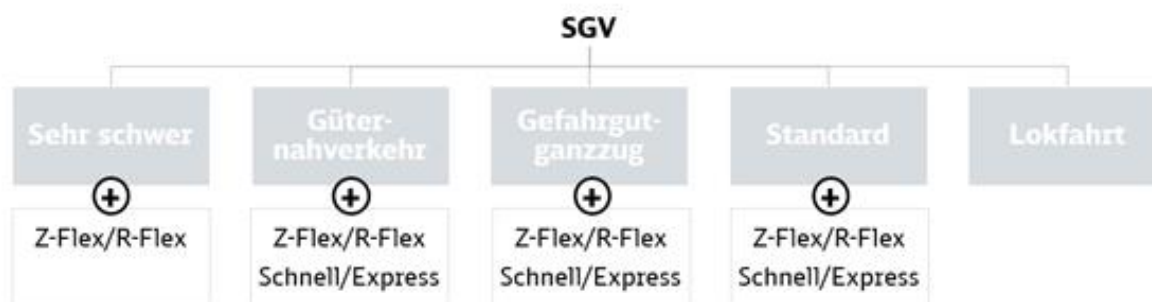 SGV
Sehr schwer
Güter-
nahverkehr
Gefahrgut-
ganzzug
Standard
Lokfahrt
+
+
+
+
Z-Flex/R-Flex
Z-Flex/R-Flex
Schnell/Express
Z-Flex/R-Flex
Schnell/Express
Z-Flex/R-Flex
Schnell/Express